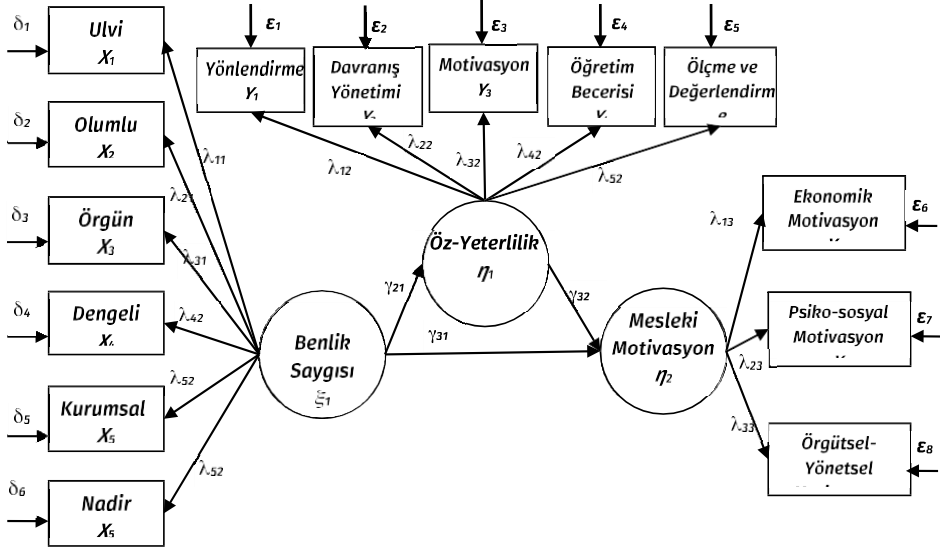 δ1
Ulvi
X1
δ2
Olumlu
X2
δ3
Örgün
X3
δ4
Dengeli
δ5
Kurumsal
X5
δ6
Nadir
X5
ε1
ε2
ε3
ε4
ε5
Yönlendirme
Y1
Davranış
Yönetimi
Motivasyon
Y3
Öğretim
Becerisi
Ölçme ve
Değerlendirm
λ11
λ21
λ31
λ42
λ52
λ52
λ12
λ22
λ32
λ42
λ52
Öz-Yeterlilik
η1
γ21
γ32
γ31
Benlik
Saygısı
ξ1
Mesleki
Motivasyon
η2
λ13
λ23
λ33
Ekonomik
Motivasyon
ε6
Psiko-sosyal
Motivasyon
ε7
Örgütsel-
Yönetsel
ε8